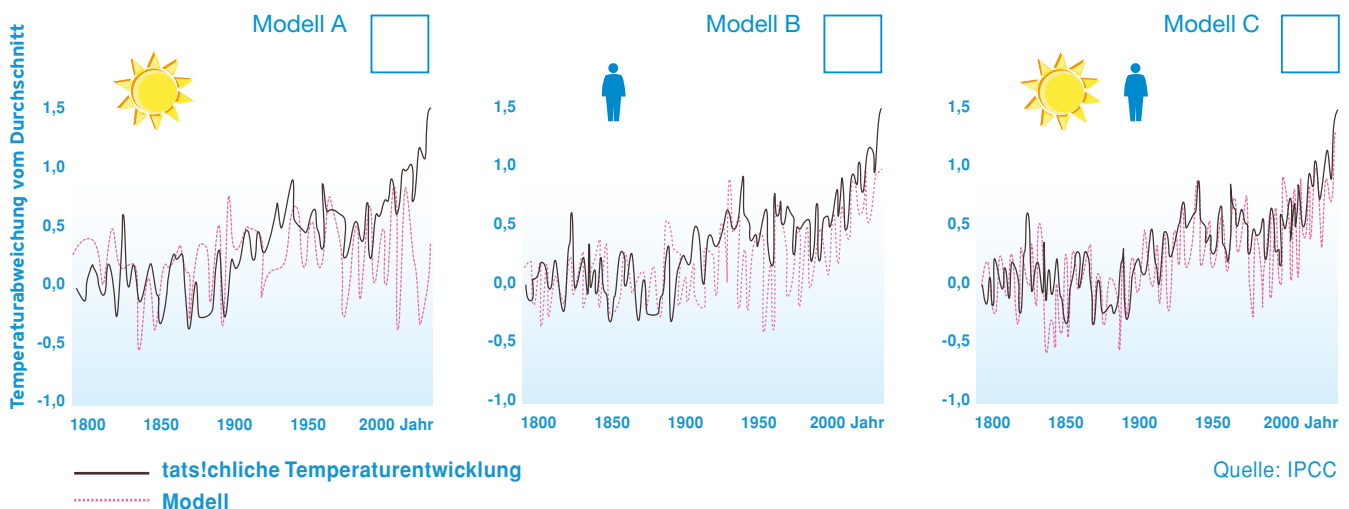 Temperaturabweichung vom Durchschnitt
Modell A
1,5
1,0
0,5
0,0
-0,5
-1,0
1800 1850 1900 1950 2000 Jahr
Modell B
1,5
1,0
0,5
0,0
-0,5
-1,0
1800 1850 1900 1950 2000 Jahr
Modell C
1,5
1,0
0,5
0,0
-0,5
-1,0
1800 1850 1900 1950 2000 Jahr
tats!chliche Temperaturentwicklung
Modell
Quelle: IPCC